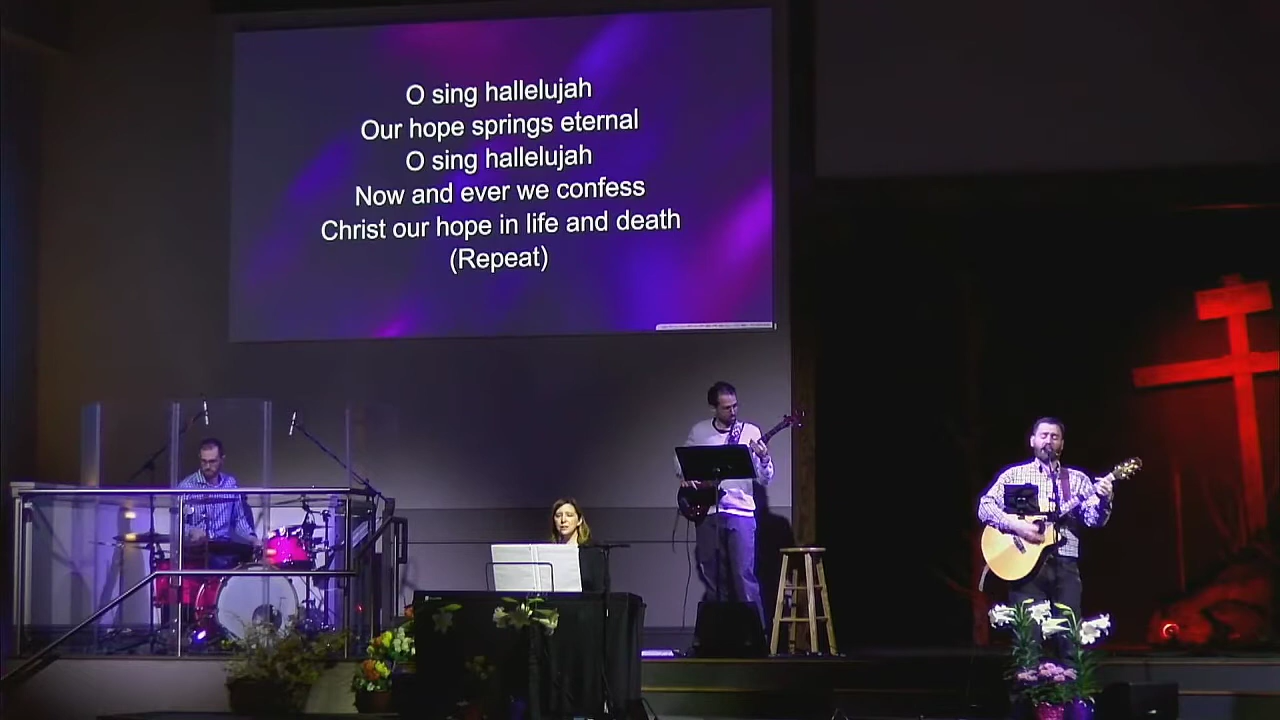 O sing hallelujah
Our hope springs eternal
O sing hallelujah
Now and ever we confess
Christ our hope in life and death
(Repeat)